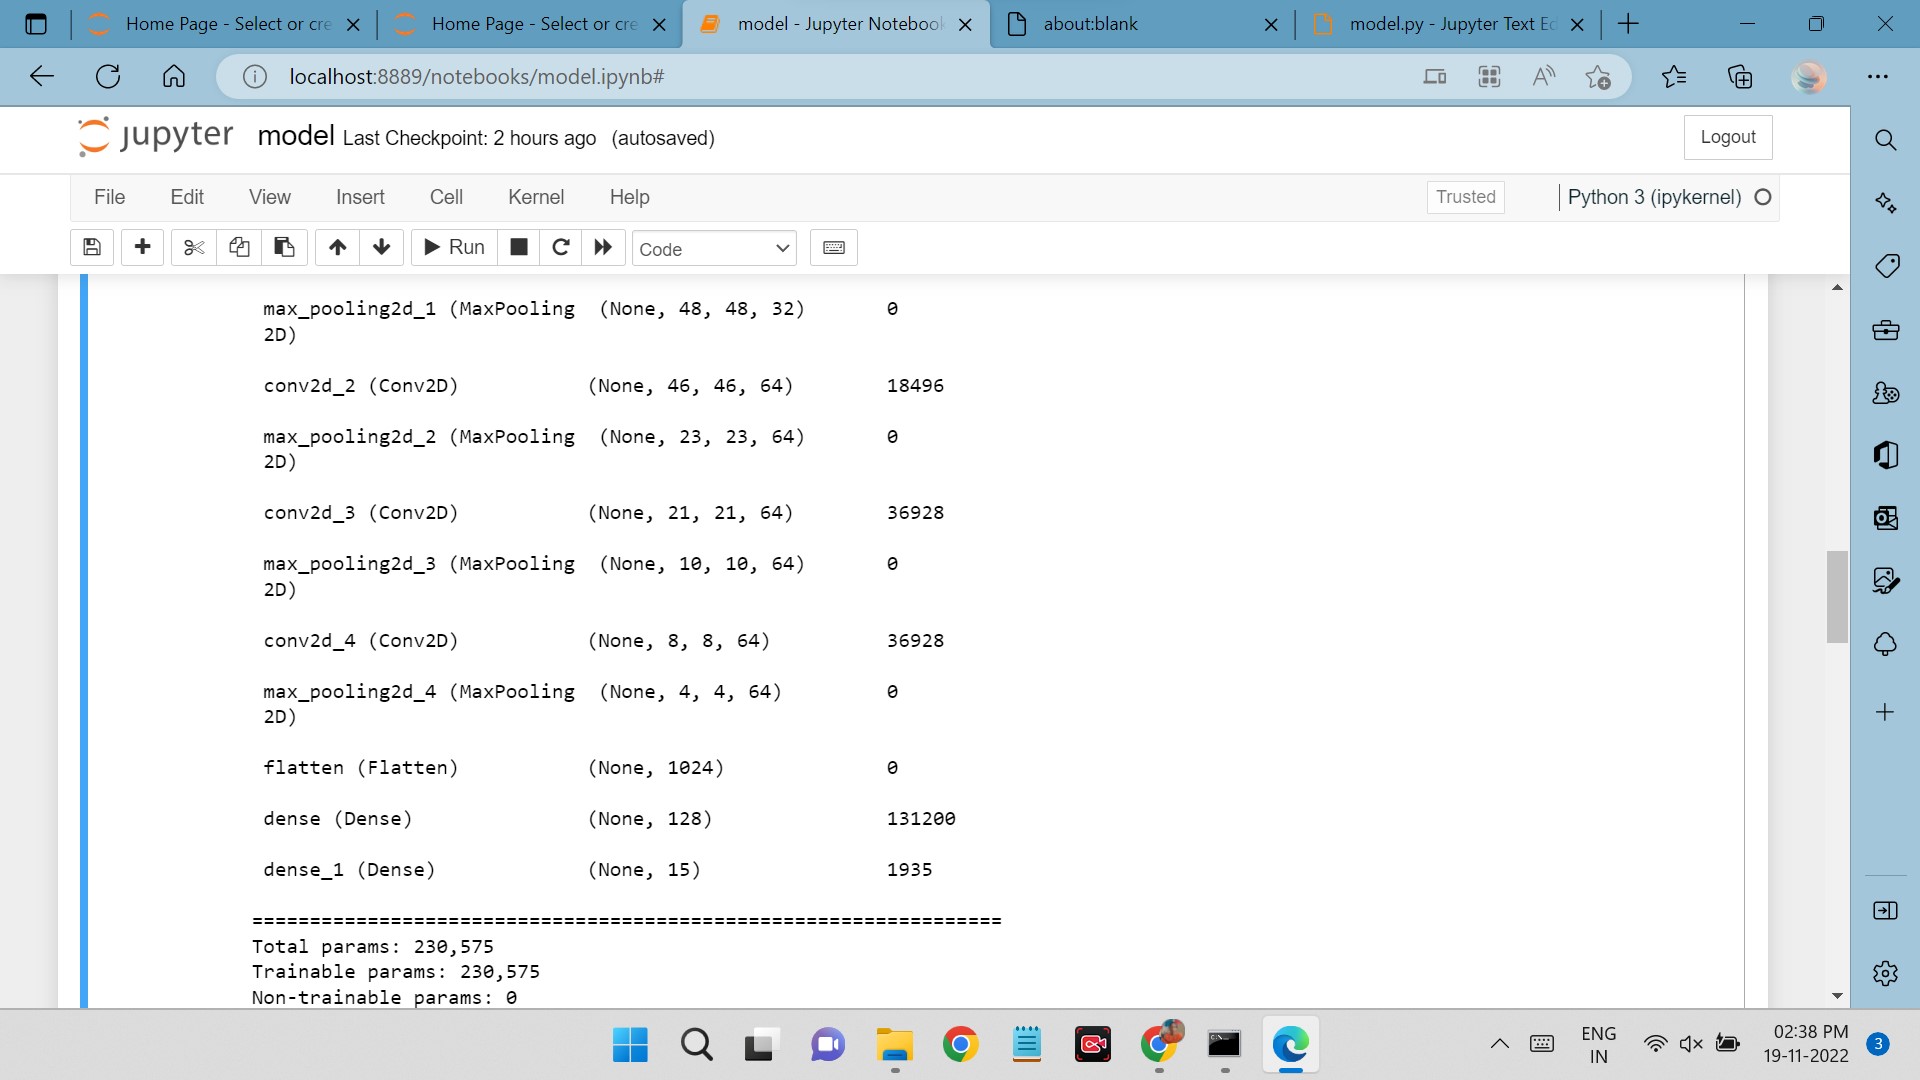 Home Page - Select or cre
Home Page - Select or cre
model - Jupyter Notebook
about:blank
model.py - Jupyter Text Ed
localhost:8889/notebooks/model.ipynb#
jupyter model Last Checkpoint: 2 hours ago (autosaved)
Logout
File Edit View Insert Cell Kernel Help
Trusted
Python 3 (ipykernel)
Run
Code
max_pooling2d_1 (MaxPooling (None, 48, 48, 32) 0
2D)
conv2d_2 (Conv2D) (None, 46, 46, 64) 18496
max_pooling2d_2 (MaxPooling (None, 23, 23, 64) 0
2D)
conv2d_3 (Conv2D) (None, 21, 21, 64) 36928
max_pooling2d_3 (MaxPooling (None, 10, 10, 64) 0
2D)
conv2d_4 (Conv2D) (None, 8, 8, 64) 36928
max_pooling2d_4 (MaxPooling (None, 4, 4, 64) 0
2D)
flatten (Flatten) (None, 1024) 0
dense (Dense) (None, 128) 131200
dense_1 (Dense) (None, 15) 1935
=================================================================
Total params: 230,575
Trainable params: 230,575
Non-trainable params: 0
ENG
IN
02:38 PM
19-11-2022
3